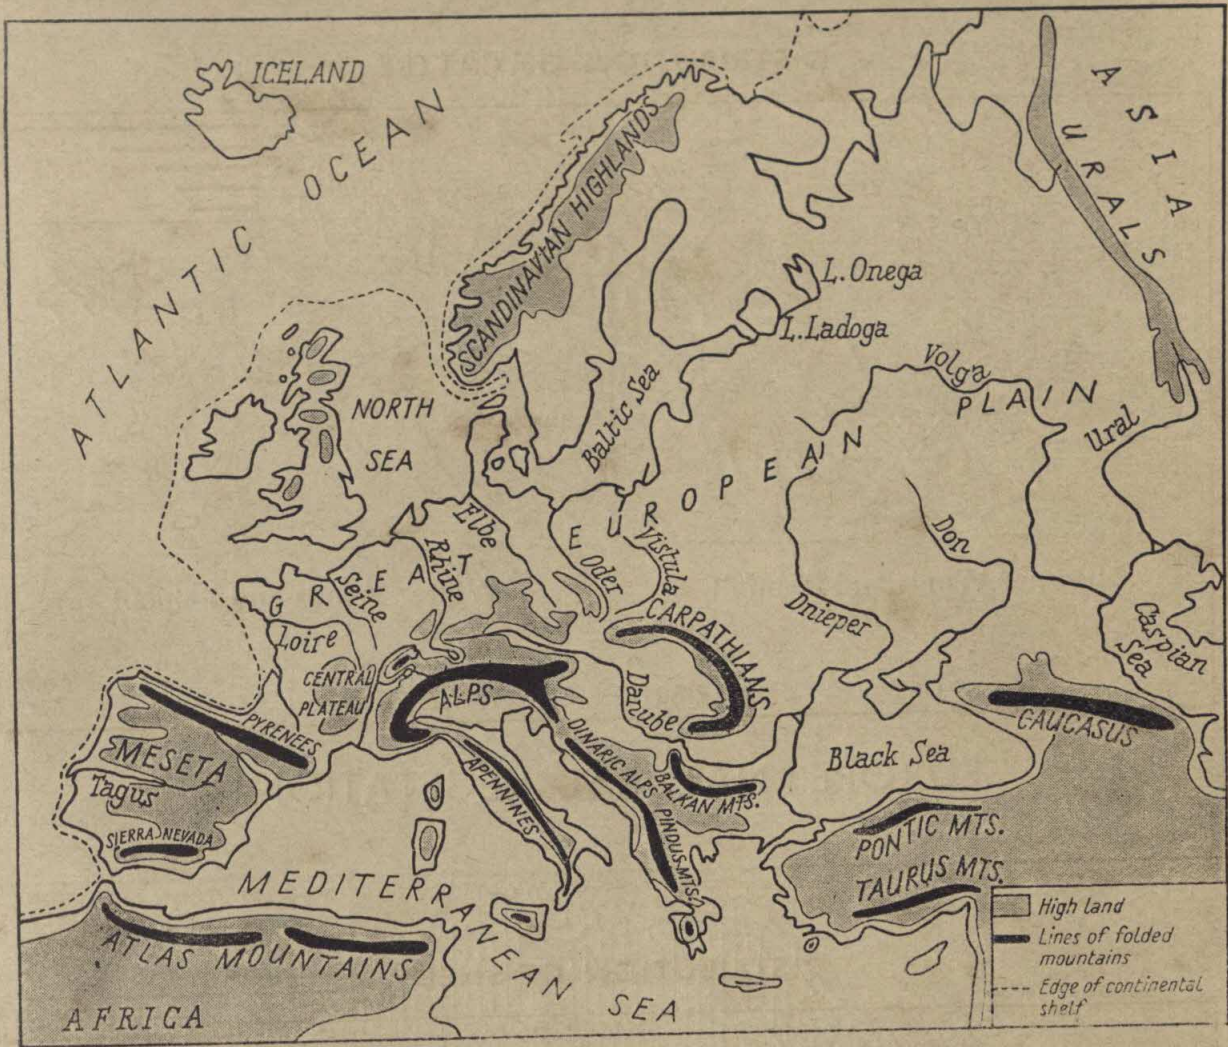 ICELAND
ATLANTIC OCEAN
ASIA
URALS
SCANDINAVIAN HIGHLANDS
L. Onega
L. Ladoga
NORTH
SEA
Baltic Sea
Volga
GREAT EUROPEAN PLAIN
Ural
Elbe
Rhine
Oder
Vistula
Don
Seine
Loire
Dnieper
Caspian
Sea
CARPATHIANS
CENTRAL
PLATEAU
ALPS
Danube
PYRENEES
MESETA
Tagus
SIERRA NEVADA
APENNINES
DINARIC ALPS
BALKAN MTS.
PINDUS MTS.
Black Sea
CAUCASUS
PONTIC MTS.
TAURUS MTS.
MEDITERRANEAN SEA
ATLAS MOUNTAINS
AFRICA
High land
Lines of folded
mountains
Edge of continental
shelf